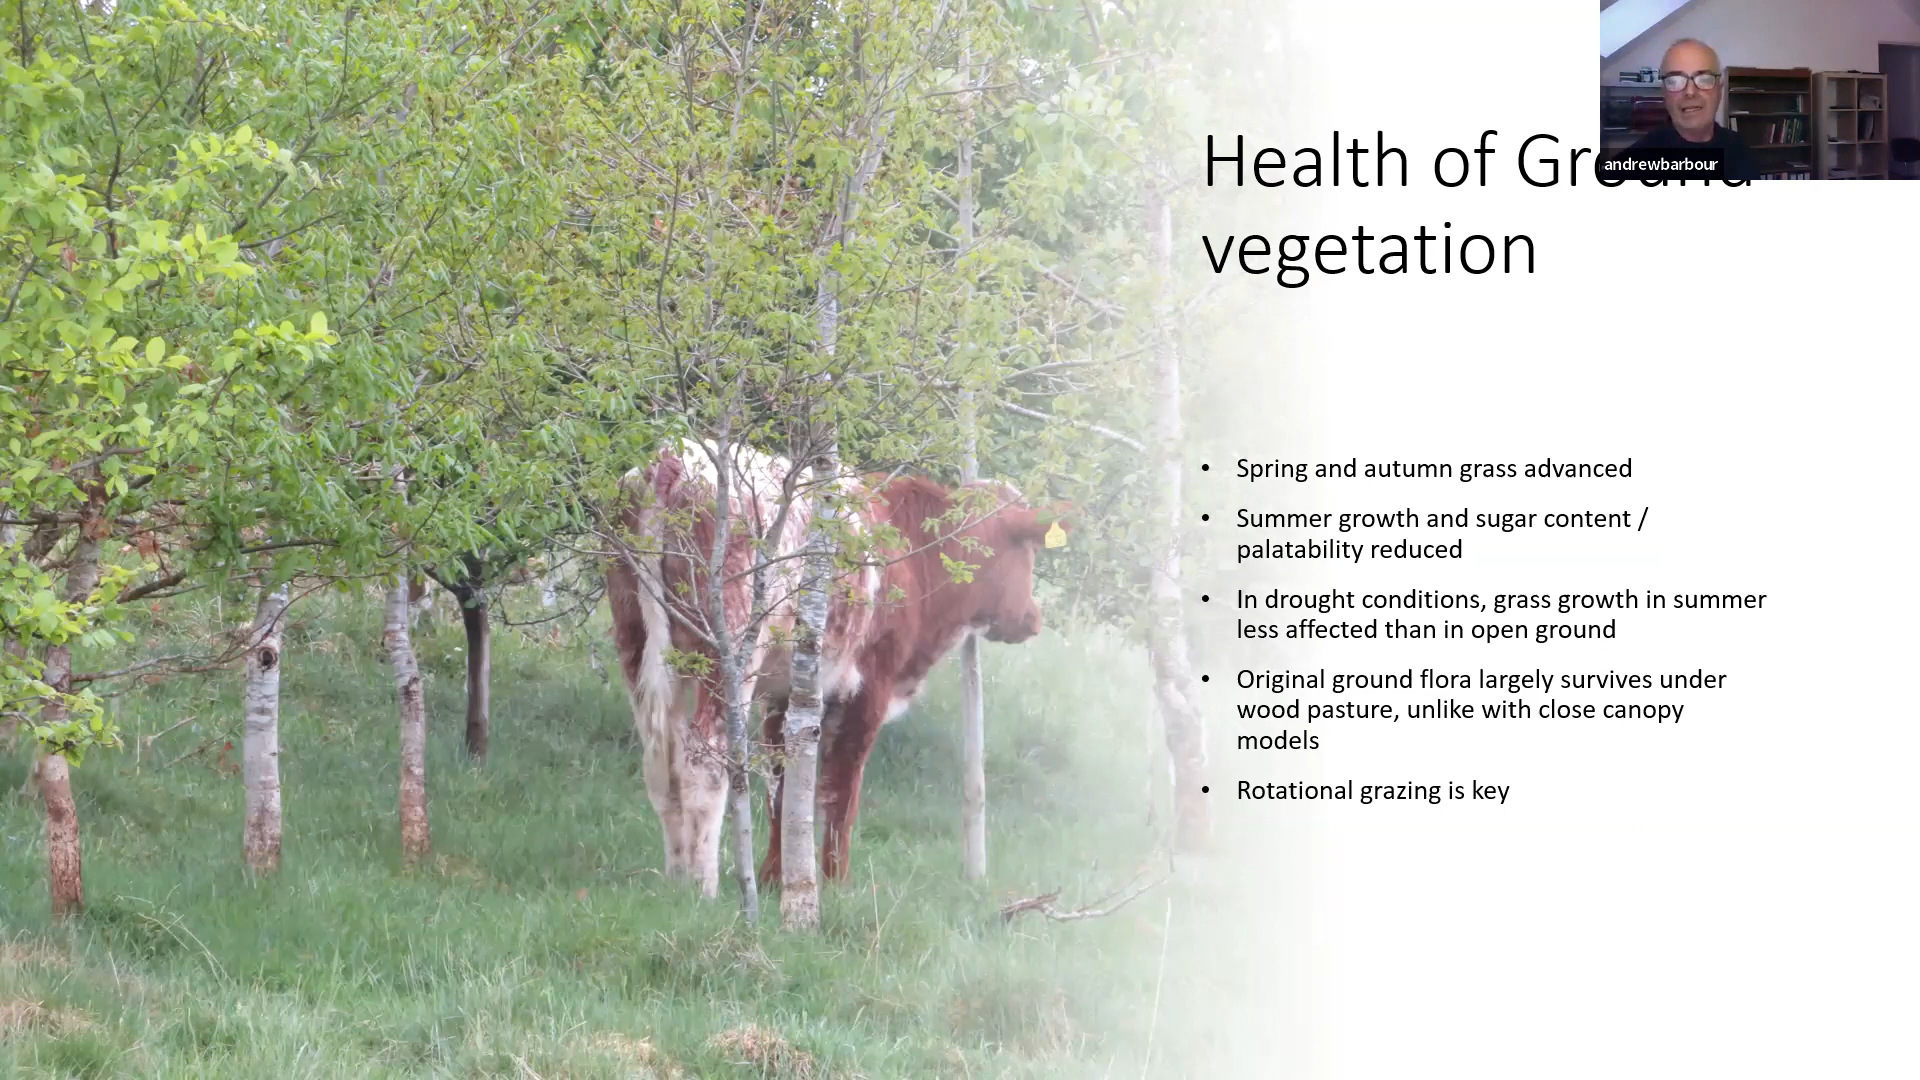 Health of Ground
vegetation
andrewbarbour
• Spring and autumn grass advanced
• Summer growth and sugar content /
palatability reduced
• In drought conditions, grass growth in summer
less affected than in open ground
• Original ground flora largely survives under
wood pasture, unlike with close canopy
models
• Rotational grazing is key